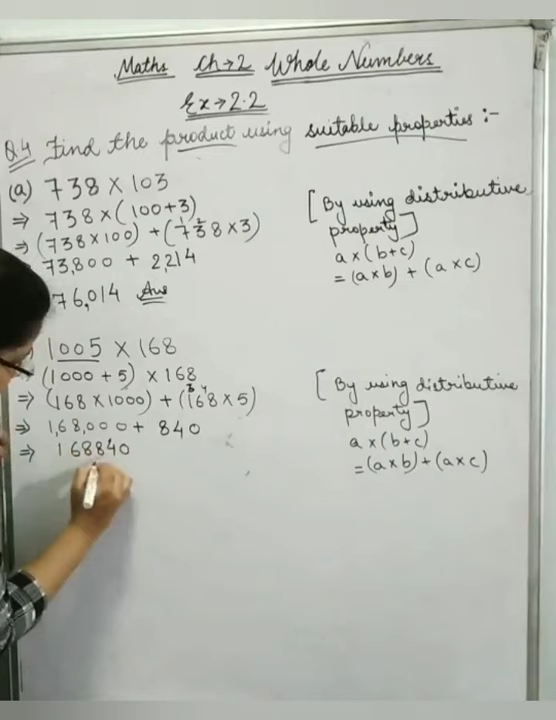 Maths Ch→2 Whole Numbers
Ex→2.2
Q.4 Find the product using suitable properties:-
(a) 738 × 103
⇒ 738 × (100+3)
⇒ (738 × 100) + (738 × 3)
73,800 + 2,214
76,014 Ans
[By using distributive
property]
a × (b+c)
= (a × b) + (a × c)
) 1005 × 168
(1000 + 5) × 168
⇒ (168 × 1000) + (168 × 5)
⇒ 1,68,000 + 840
⇒ 168840
[By using distributive
property]
a × (b+c)
= (a × b) + (a × c)